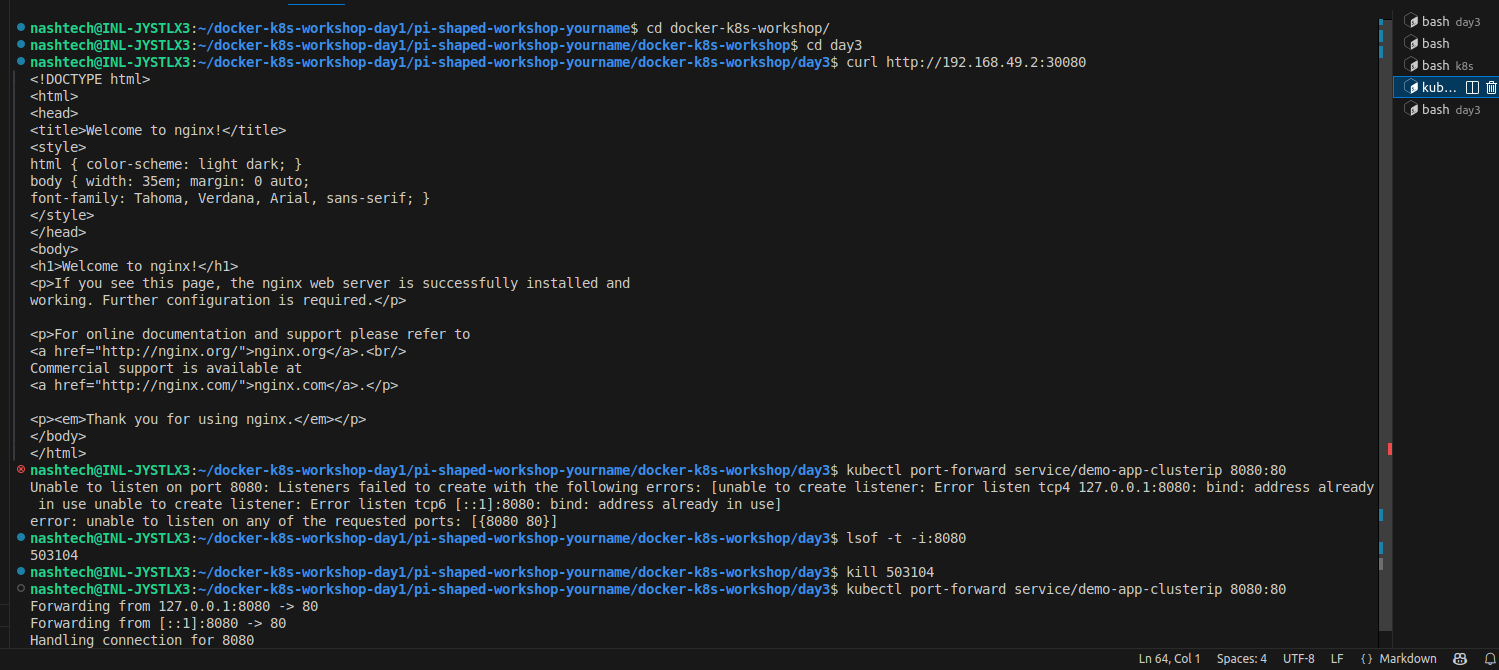 nashtech@INL-JYSTLX3:~/docker-k8s-workshop-day1/pi-shaped-workshop-yourname$ cd docker-k8s-workshop/
nashtech@INL-JYSTLX3:~/docker-k8s-workshop-day1/pi-shaped-workshop-yourname/docker-k8s-workshop$ cd day3
nashtech@INL-JYSTLX3:~/docker-k8s-workshop-day1/pi-shaped-workshop-yourname/docker-k8s-workshop/day3$ curl http://192.168.49.2:30080
<!DOCTYPE html>
<html>
<head>
<title>Welcome to nginx!</title>
<style>
html { color-scheme: light dark; }
body { width: 35em; margin: 0 auto;
font-family: Tahoma, Verdana, Arial, sans-serif; }
</style>
</head>
<body>
<h1>Welcome to nginx!</h1>
<p>If you see this page, the nginx web server is successfully installed and
working. Further configuration is required.</p>
<p>For online documentation and support please refer to
<a href="http://nginx.org/">nginx.org</a>.<br/>
Commercial support is available at
<a href="http://nginx.com/">nginx.com</a>.</p>
<p><em>Thank you for using nginx.</em></p>
</body>
</html>
nashtech@INL-JYSTLX3:~/docker-k8s-workshop-day1/pi-shaped-workshop-yourname/docker-k8s-workshop/day3$ kubectl port-forward service/demo-app-clusterip 8080:80
Unable to listen on port 8080: Listeners failed to create with the following errors: [unable to create listener: Error listen tcp4 127.0.0.1:8080: bind: address already
in use unable to create listener: Error listen tcp6 [::1]:8080: bind: address already in use]
error: unable to listen on any of the requested ports: [{8080 80}]
nashtech@INL-JYSTLX3:~/docker-k8s-workshop-day1/pi-shaped-workshop-yourname/docker-k8s-workshop/day3$ lsof -t -i:8080
503104
nashtech@INL-JYSTLX3:~/docker-k8s-workshop-day1/pi-shaped-workshop-yourname/docker-k8s-workshop/day3$ kill 503104
nashtech@INL-JYSTLX3:~/docker-k8s-workshop-day1/pi-shaped-workshop-yourname/docker-k8s-workshop/day3$ kubectl port-forward service/demo-app-clusterip 8080:80
Forwarding from 127.0.0.1:8080 -> 80
Forwarding from [::1]:8080 -> 80
Handling connection for 8080
bash day3
bash
bash k8s
kub...
bash day3
Ln 64, Col 1 Spaces: 4 UTF-8 LF {} Markdown